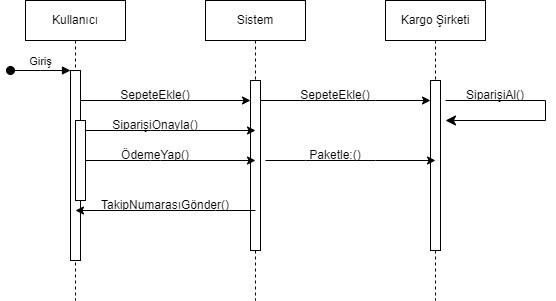 Kullanıcı
Sistem
Kargo Şirketi
Giriş
SepeteEkle()
SepeteEkle()
SiparişiAl()
SiparişiOnayla()
ÖdemeYap()
Paketle:()
TakipNumarasıGönder()